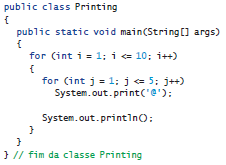 public class Printing
{
public static void main(String[] args)
{
for (int i = 1; i <= 10; i++)
{
for (int j = 1; j <= 5; j++)
System.out.print('@');
System.out.println();
}
}
} // fim da classe Printing